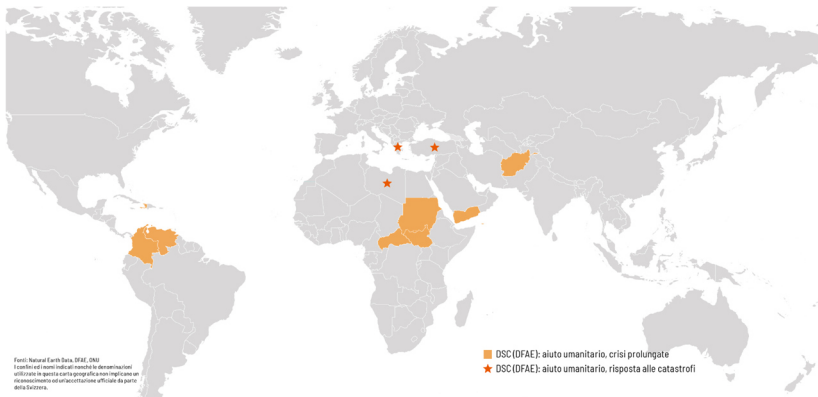 DSC (DFAE): aiuto umanitario, crisi prolungate
DSC (DFAE): aiuto umanitario, risposta alle catastrofi
Fonti: Natural Earth Data, DFAE, ONU
I confini ed i nomi indicati nonché le denominazioni
utilizzate in questa carta geografica non implicano un
riconoscimento od un'accettazione ufficiale da parte
della Svizzera.